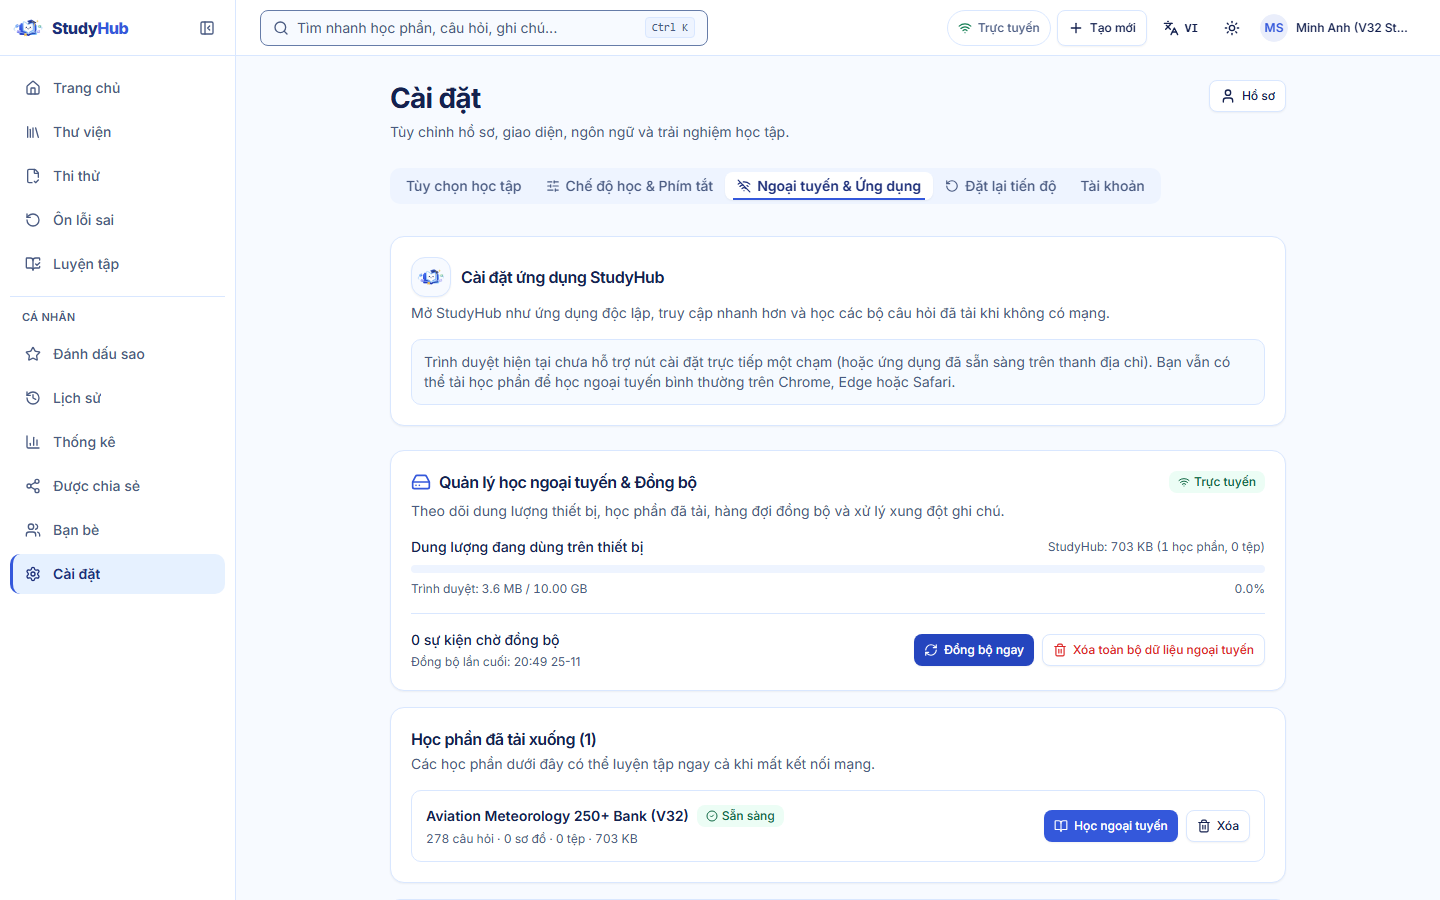 StudyHub
Tìm nhanh học phần, câu hỏi, ghi chú...
Ctrl K
Trực tuyến
Tạo mới
VI
MS
Minh Anh (V32 St...
Trang chủ
Thư viện
Thi thử
Ôn lỗi sai
Luyện tập
CÁ NHÂN
Đánh dấu sao
Lịch sử
Thống kê
Được chia sẻ
Bạn bè
Cài đặt
Cài đặt
Hồ sơ
Tùy chỉnh hồ sơ, giao diện, ngôn ngữ và trải nghiệm học tập.
Tùy chọn học tập
Chế độ học & Phím tắt
Ngoại tuyến & Ứng dụng
Đặt lại tiến độ
Tài khoản
Cài đặt ứng dụng StudyHub
Mở StudyHub như ứng dụng độc lập, truy cập nhanh hơn và học các bộ câu hỏi đã tải khi không có mạng.
Trình duyệt hiện tại chưa hỗ trợ nút cài đặt trực tiếp một chạm (hoặc ứng dụng đã sẵn sàng trên thanh địa chỉ). Bạn vẫn có
thể tải học phần để học ngoại tuyến bình thường trên Chrome, Edge hoặc Safari.
Quản lý học ngoại tuyến & Đồng bộ
Trực tuyến
Theo dõi dung lượng thiết bị, học phần đã tải, hàng đợi đồng bộ và xử lý xung đột ghi chú.
Dung lượng đang dùng trên thiết bị
StudyHub: 703 KB (1 học phần, 0 tệp)
Trình duyệt: 3.6 MB / 10.00 GB
0.0%
0 sự kiện chờ đồng bộ
Đồng bộ lần cuối: 20:49 25-11
Đồng bộ ngay
Xóa toàn bộ dữ liệu ngoại tuyến
Học phần đã tải xuống (1)
Các học phần dưới đây có thể luyện tập ngay cả khi mất kết nối mạng.
Aviation Meteorology 250+ Bank (V32)
Sẵn sàng
278 câu hỏi · 0 sơ đồ · 0 tệp · 703 KB
Học ngoại tuyến
Xóa